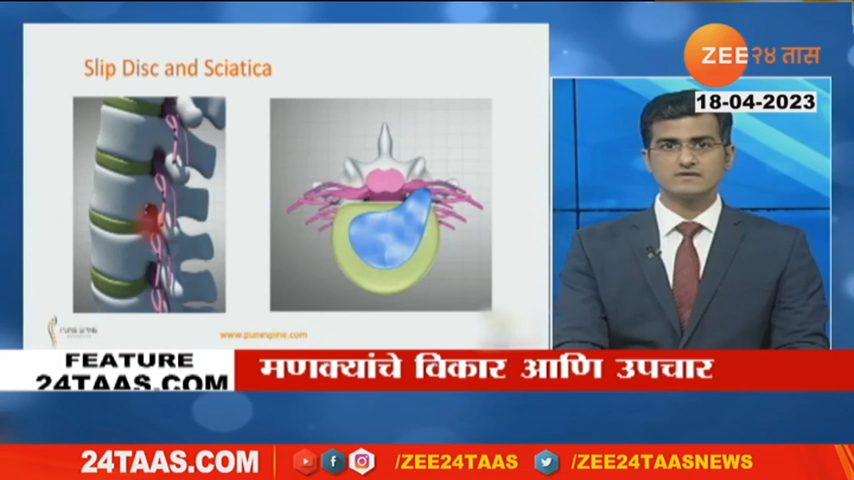 Slip Disc and Sciatica
www.punespine.com
ZEE २४ तास
18-04-2023
FEATURE
24TAAS.COM
मणक्यांचे विकार आणि उपचार
24TAAS.COM
/ZEE24TAAS
/ZEE24TAASNEWS